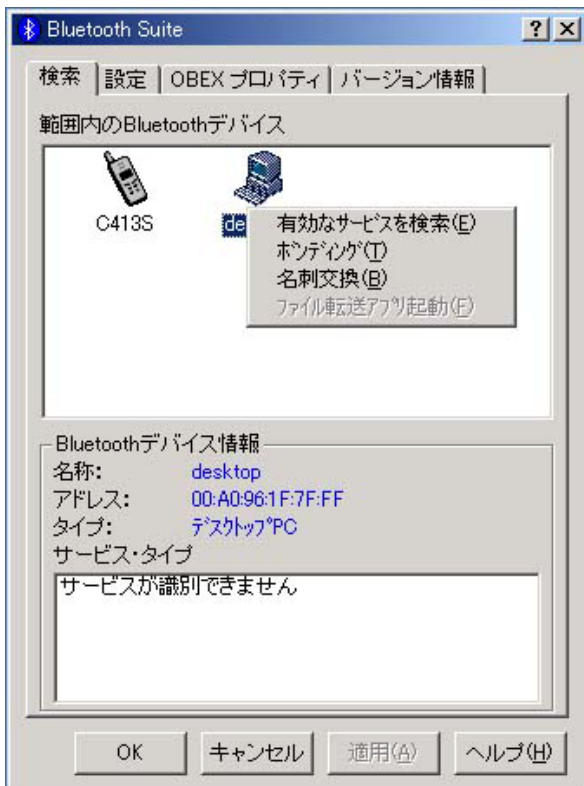 Bluetooth Suite
検索 設定 OBEX プロパティ バージョン情報
範囲内のBluetoothデバイス
C413S de
有効なサービスを検索(E)
ボンディング(T)
名刺交換(B)
ファイル転送アプリ起動(F)
Bluetoothデバイス情報
名称: desktop
アドレス: 00:A0:96:1F:7F:FF
タイプ: デスクトップPC
サービス・タイプ
サービスが識別できません
OK キャンセル 適用(A) ヘルプ(H)